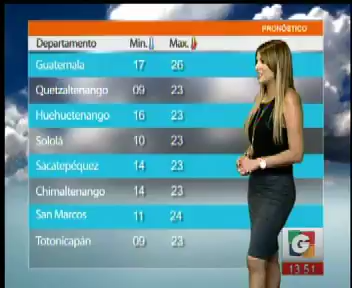 PRONÓSTICO
Departamento Min. Max.
Guatemala 17 26
Quetzaltenango 09 23
Huehuetenango 16 23
Sololá 10 23
Sacatepéquez 14 23
Chimaltenango 14 23
San Marcos 11 24
Totonicapán 09 23
G
13:51